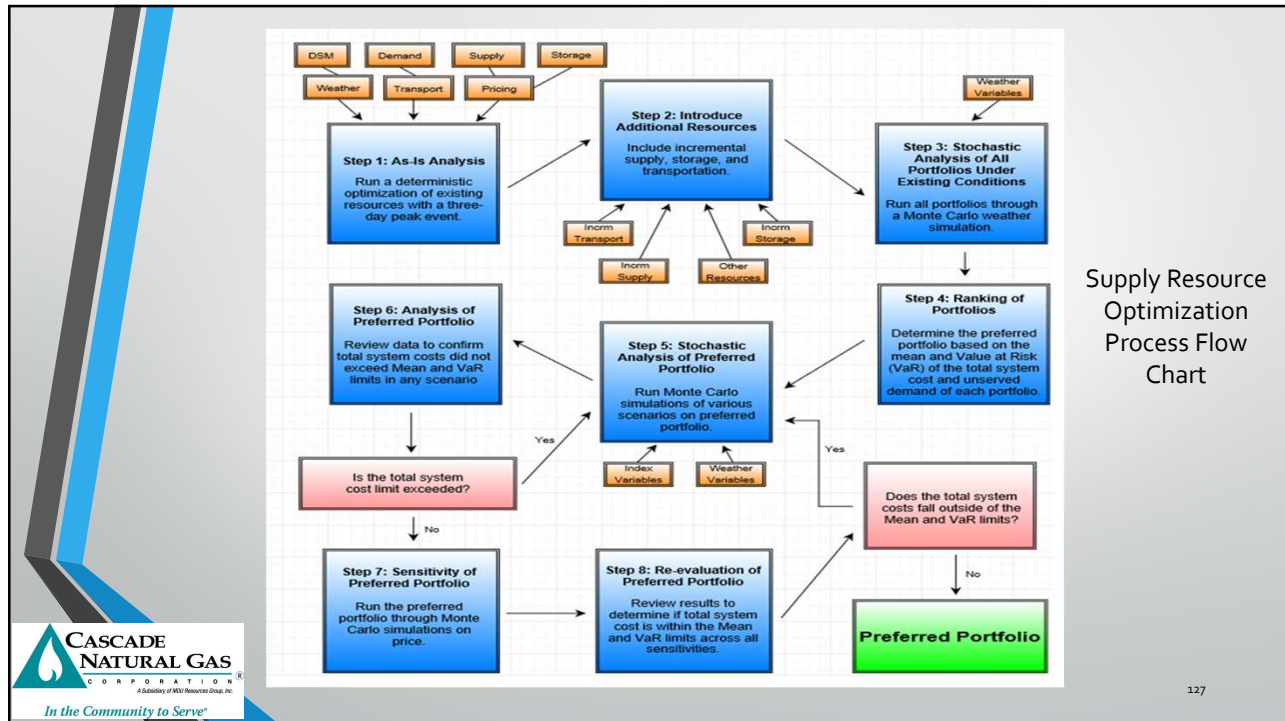 DSM
Demand
Supply
Storage
Weather
Transport
Pricing
Step 1: As-Is Analysis
Run a deterministic
optimization of existing
resources with a three-
day peak event.
Step 2: Introduce
Additional Resources
Include incremental
supply, storage, and
transportation.
Incrm
Transport
Incrm
Supply
Other
Resources
Incrm
Storage
Weather
Variables
Step 3: Stochastic
Analysis of All
Portfolios Under
Existing Conditions
Run all portfolios through
a Monte Carlo weather
simulation.
Step 4: Ranking of
Portfolios
Determine the preferred
portfolio based on the
mean and Value at Risk
(VaR) of the total system
cost and unserved
demand of each portfolio.
Step 5: Stochastic
Analysis of Preferred
Portfolio
Run Monte Carlo
simulations of various
scenarios on preferred
portfolio.
Index
Variables
Weather
Variables
Step 6: Analysis of
Preferred Portfolio
Review data to confirm
total system costs did not
exceed Mean and VaR
limits in any scenario
Is the total system
cost limit exceeded?
Yes
No
Step 7: Sensitivity of
Preferred Portfolio
Run the preferred
portfolio through Monte
Carlo simulations on
price.
Step 8: Re-evaluation of
Preferred Portfolio
Review results to
determine if total system
cost is within the Mean
and VaR limits across all
sensitivities.
Does the total system
costs fall outside of the
Mean and VaR limits?
Yes
No
Preferred Portfolio
Supply Resource
Optimization
Process Flow
Chart
CASCADE
NATURAL GAS
CORPORATION®
A Subsidiary of MDU Resources Group, Inc.
In the Community to Serve®
127